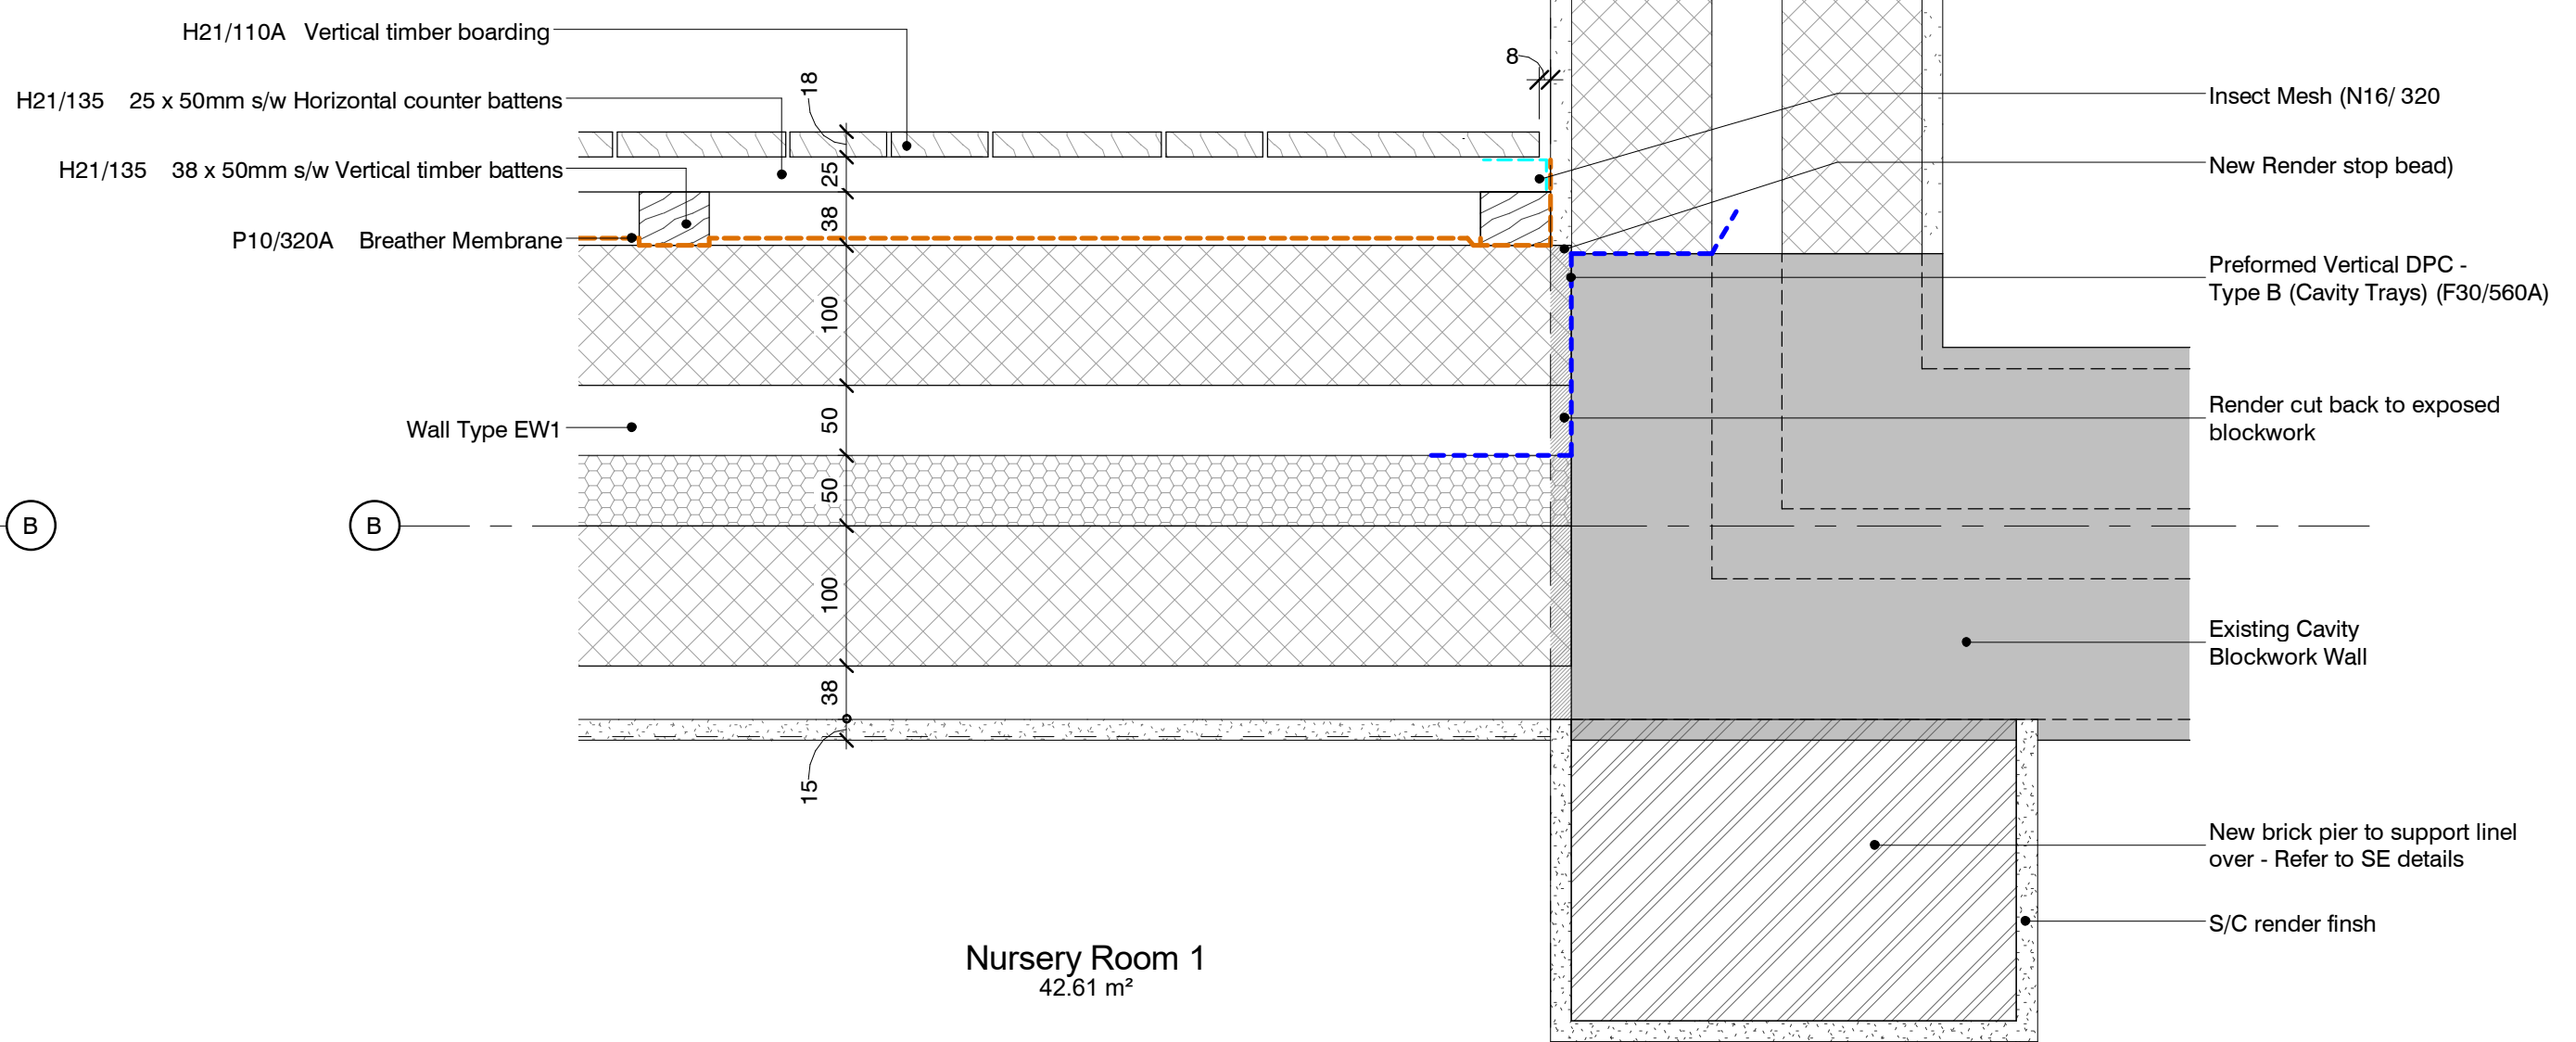 H21/110A Vertical timber boarding
H21/135 25 x 50mm s/w Horizontal counter battens
H21/135 38 x 50mm s/w Vertical timber battens
P10/320A Breather Membrane
Wall Type EW1
B
B
18
25
38
100
50
50
100
38
15
8
Insect Mesh (N16/ 320
New Render stop bead)
Preformed Vertical DPC -
Type B (Cavity Trays) (F30/560A)
Render cut back to exposed
blockwork
Existing Cavity
Blockwork Wall
New brick pier to support linel
over - Refer to SE details
S/C render finsh
Nursery Room 1
42.61 m²